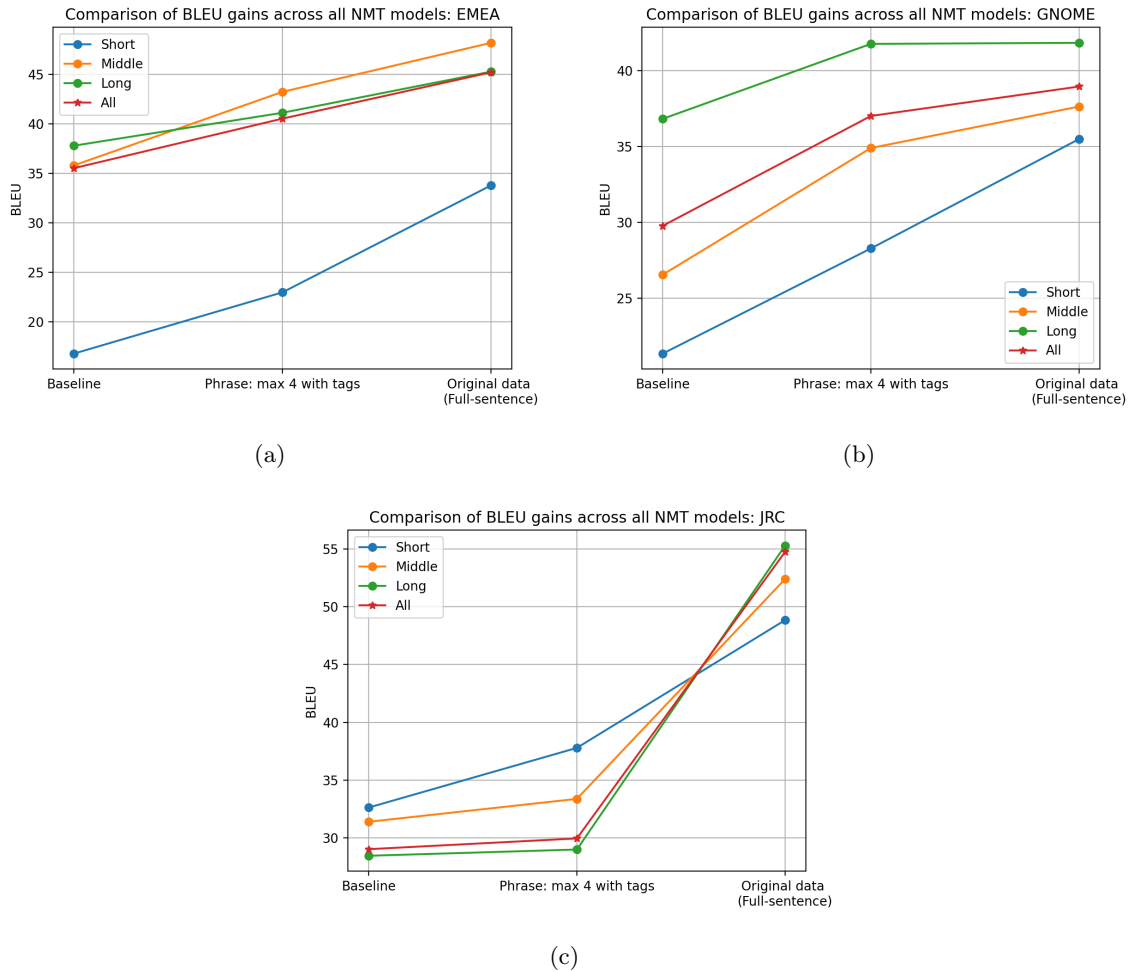 Comparison of BLEU gains across all NMT models: EMEA
Short
Middle
Long
All
45
40
35
30
25
20
BLEU
Baseline
Phrase: max 4 with tags
Original data
(Full-sentence)
(a)
Comparison of BLEU gains across all NMT models: GNOME
40
35
30
25
BLEU
Short
Middle
Long
All
Baseline
Phrase: max 4 with tags
Original data
(Full-sentence)
(b)
Comparison of BLEU gains across all NMT models: JRC
Short
Middle
Long
All
55
50
45
40
35
30
BLEU
Baseline
Phrase: max 4 with tags
Original data
(Full-sentence)
(c)